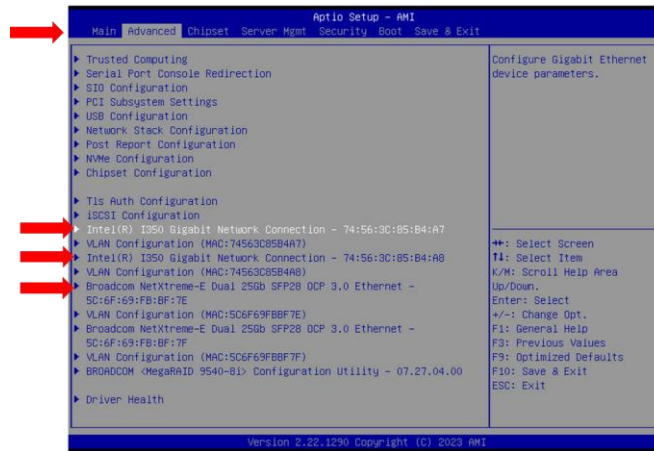 Aptio Setup - AMI
Main Advanced Chipset Server Mgmt Security Boot Save & Exit
Trusted Computing
Serial Port Console Redirection
SIO Configuration
PCI Subsystem Settings
USB Configuration
Network Stack Configuration
Post Report Configuration
NVMe Configuration
Chipset Configuration
Tls Auth Configuration
iSCSI Configuration
Intel(R) I350 Gigabit Network Connection - 74:56:3C:85:B4:A7
VLAN Configuration (MAC:74563C85B4A7)
Intel(R) I350 Gigabit Network Connection - 74:56:3C:85:B4:A8
VLAN Configuration (MAC:74563C85B4A8)
Broadcom NetXtreme-E Dual 25Gb SFP28 OCP 3.0 Ethernet -
5C:6F:69:FB:BF:7E
VLAN Configuration (MAC:5C6F69FBBF7E)
Broadcom NetXtreme-E Dual 25Gb SFP28 OCP 3.0 Ethernet -
5C:6F:69:FB:BF:7F
VLAN Configuration (MAC:5C6F69FBBF7F)
BROADCOM <MegaRAID 9540-8i> Configuration Utility - 07.27.04.00
Driver Health
Configure Gigabit Ethernet
device parameters.
→←: Select Screen
↑↓: Select Item
K/M: Scroll Help Area
Up/Down.
Enter: Select
+/-: Change Opt.
F1: General Help
F3: Previous Values
F9: Optimized Defaults
F10: Save & Exit
ESC: Exit
Version 2.22.1290 Copyright (C) 2023 AMI